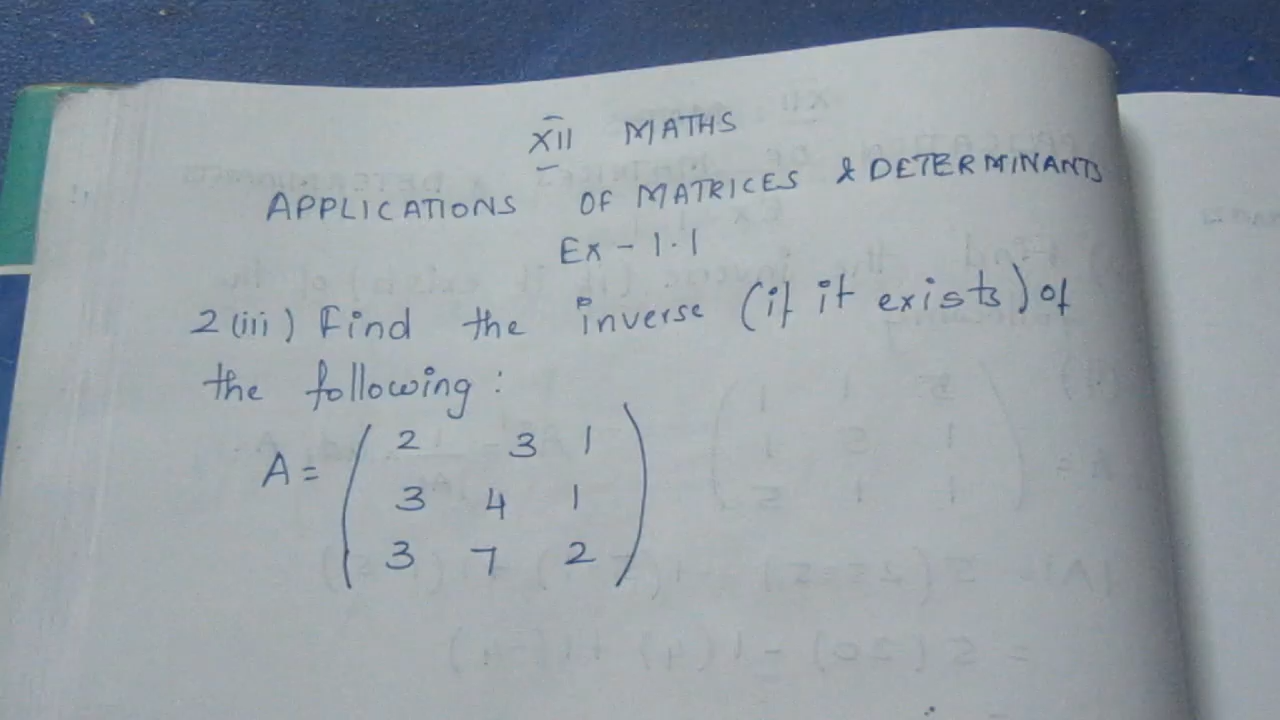 XII MATHS
APPLICATIONS OF MATRICES & DETERMINANTS
Ex - 1.1
2(iii) Find the inverse (if it exists) of
the following:
A = ( 2 3 1
3 4 1
3 7 2 )